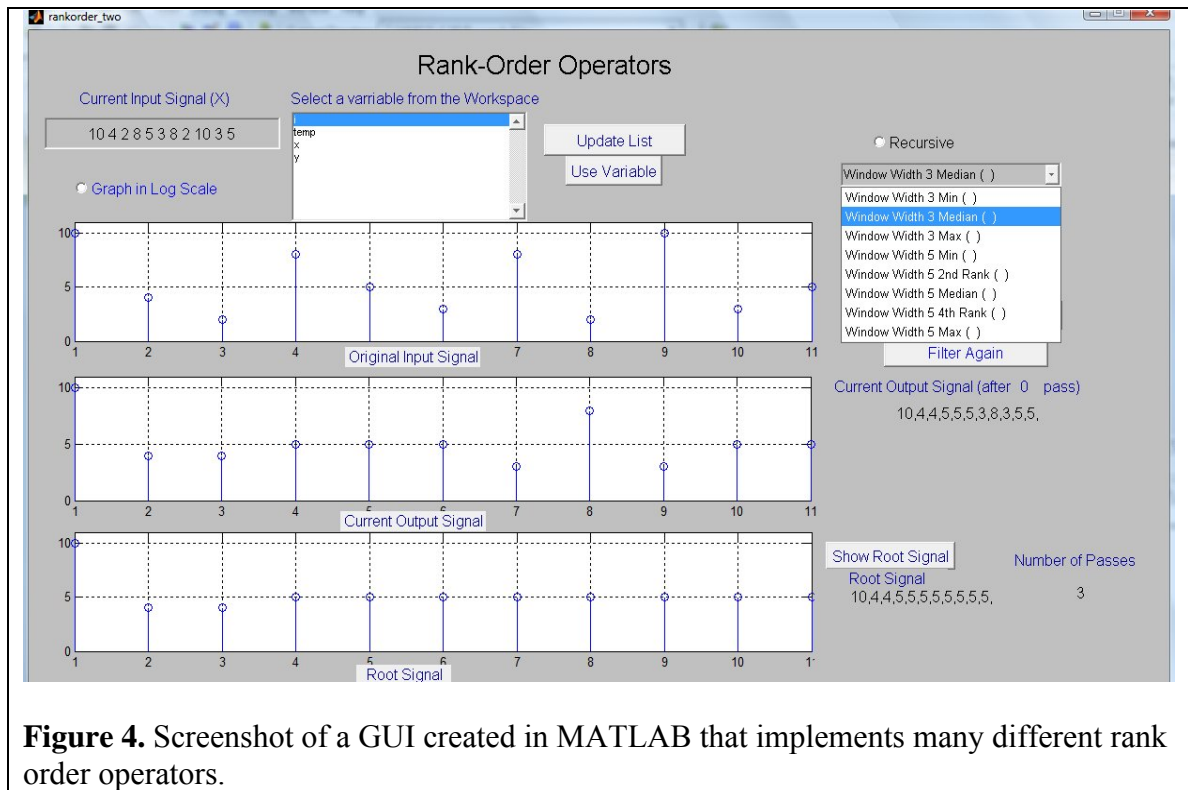 rankorder_two
Rank-Order Operators
Current Input Signal (X)
10 4 2 8 5 3 8 2 10 3 5
Graph in Log Scale
Select a varriable from the Workspace
i
temp
x
y
Update List
Use Variable
Recursive
Window Width 3 Median ( )
Window Width 3 Min ( )
Window Width 3 Median ( )
Window Width 3 Max ( )
Window Width 5 Min ( )
Window Width 5 2nd Rank ( )
Window Width 5 Median ( )
Window Width 5 4th Rank ( )
Window Width 5 Max ( )
Filter Again
10
5
0
1 2 3 4 7 8 9 10 11
Original Input Signal
Current Output Signal (after 0 pass)
10,4,4,5,5,5,3,8,3,5,5,
10
5
0
1 2 3 4 5 7 8 9 10 11
Current Output Signal
Show Root Signal
Root Signal
10,4,4,5,5,5,5,5,5,5,5,
Number of Passes
3
10
5
0
1 2 3 4 5 6 7 8 9 10 1
Root Signal
Figure 4. Screenshot of a GUI created in MATLAB that implements many different rank
order operators.